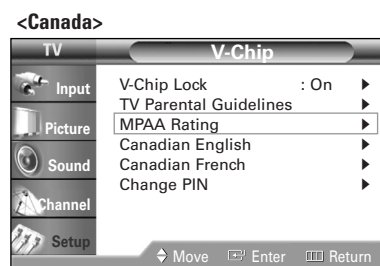 <Canada>
TV
V-Chip
Input
Picture
Sound
Channel
Setup
V-Chip Lock : On
TV Parental Guidelines
MPAA Rating
Canadian English
Canadian French
Change PIN
Move Enter Return